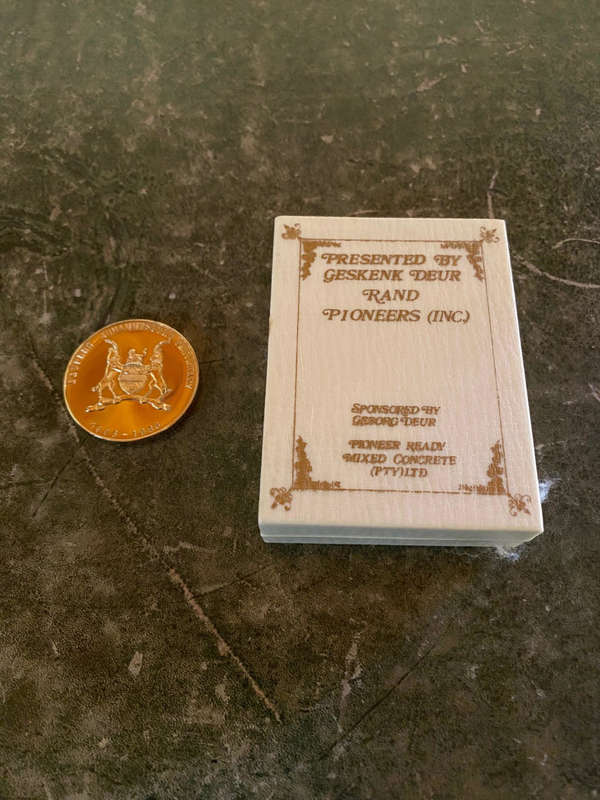 PRESENTED BY
GESKENK DEUR
RAND
PIONEERS (INC.)
SPONSORED BY
GEBORG DEUR
PIONEER READY
MIXED CONCRETE
(PTY) LTD